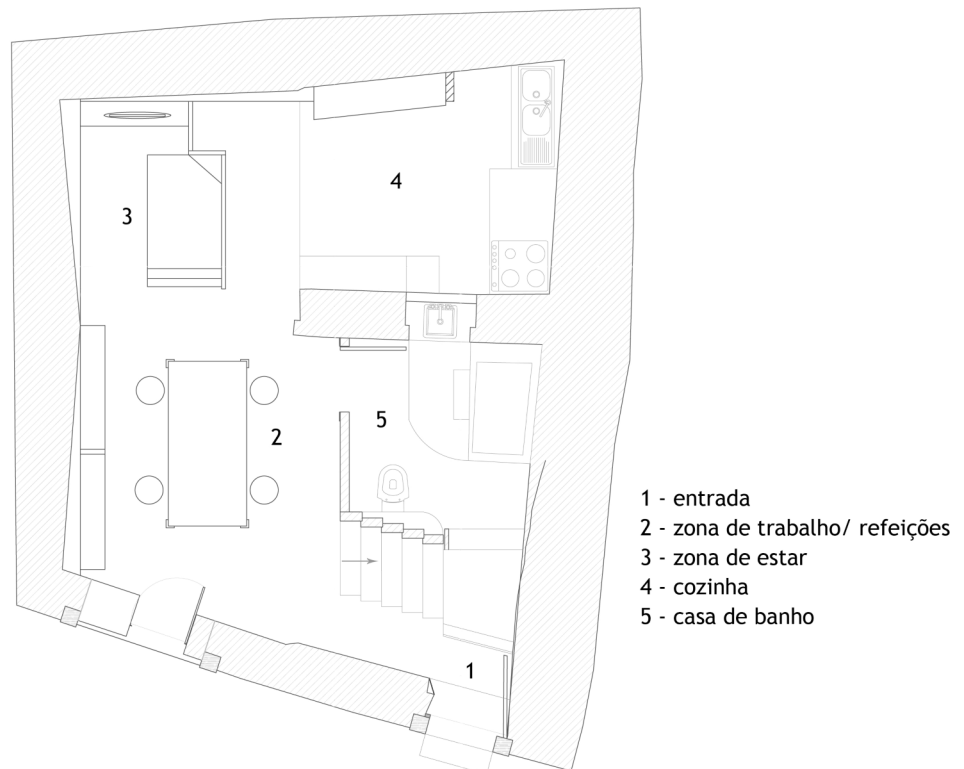 4
3
2
5
1
1 - entrada
2 - zona de trabalho/ refeições
3 - zona de estar
4 - cozinha
5 - casa de banho